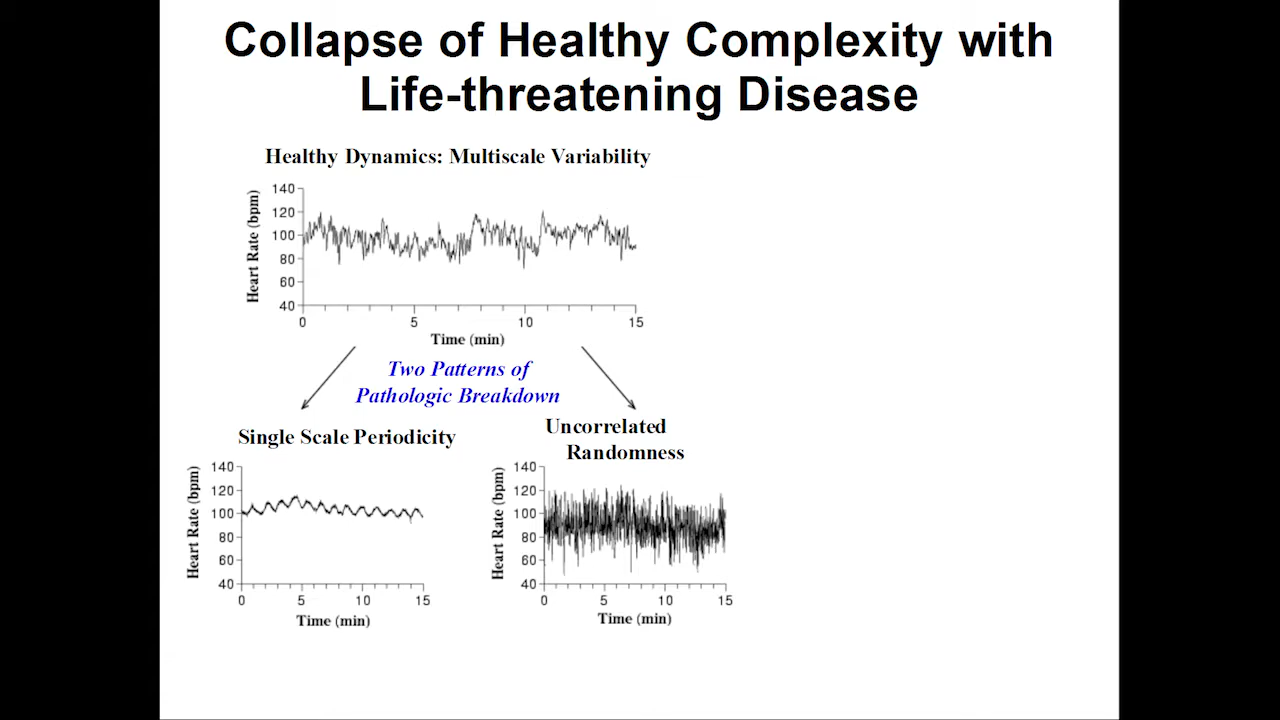 Collapse of Healthy Complexity with
Life-threatening Disease
Healthy Dynamics: Multiscale Variability
Heart Rate (bpm)
140
120
100
80
60
40
0 5 10 15
Time (min)
Two Patterns of
Pathologic Breakdown
Single Scale Periodicity
Heart Rate (bpm)
140
120
100
80
60
40
0 5 10 15
Time (min)
Uncorrelated
Randomness
Heart Rate (bpm)
140
120
100
80
60
40
0 5 10 15
Time (min)